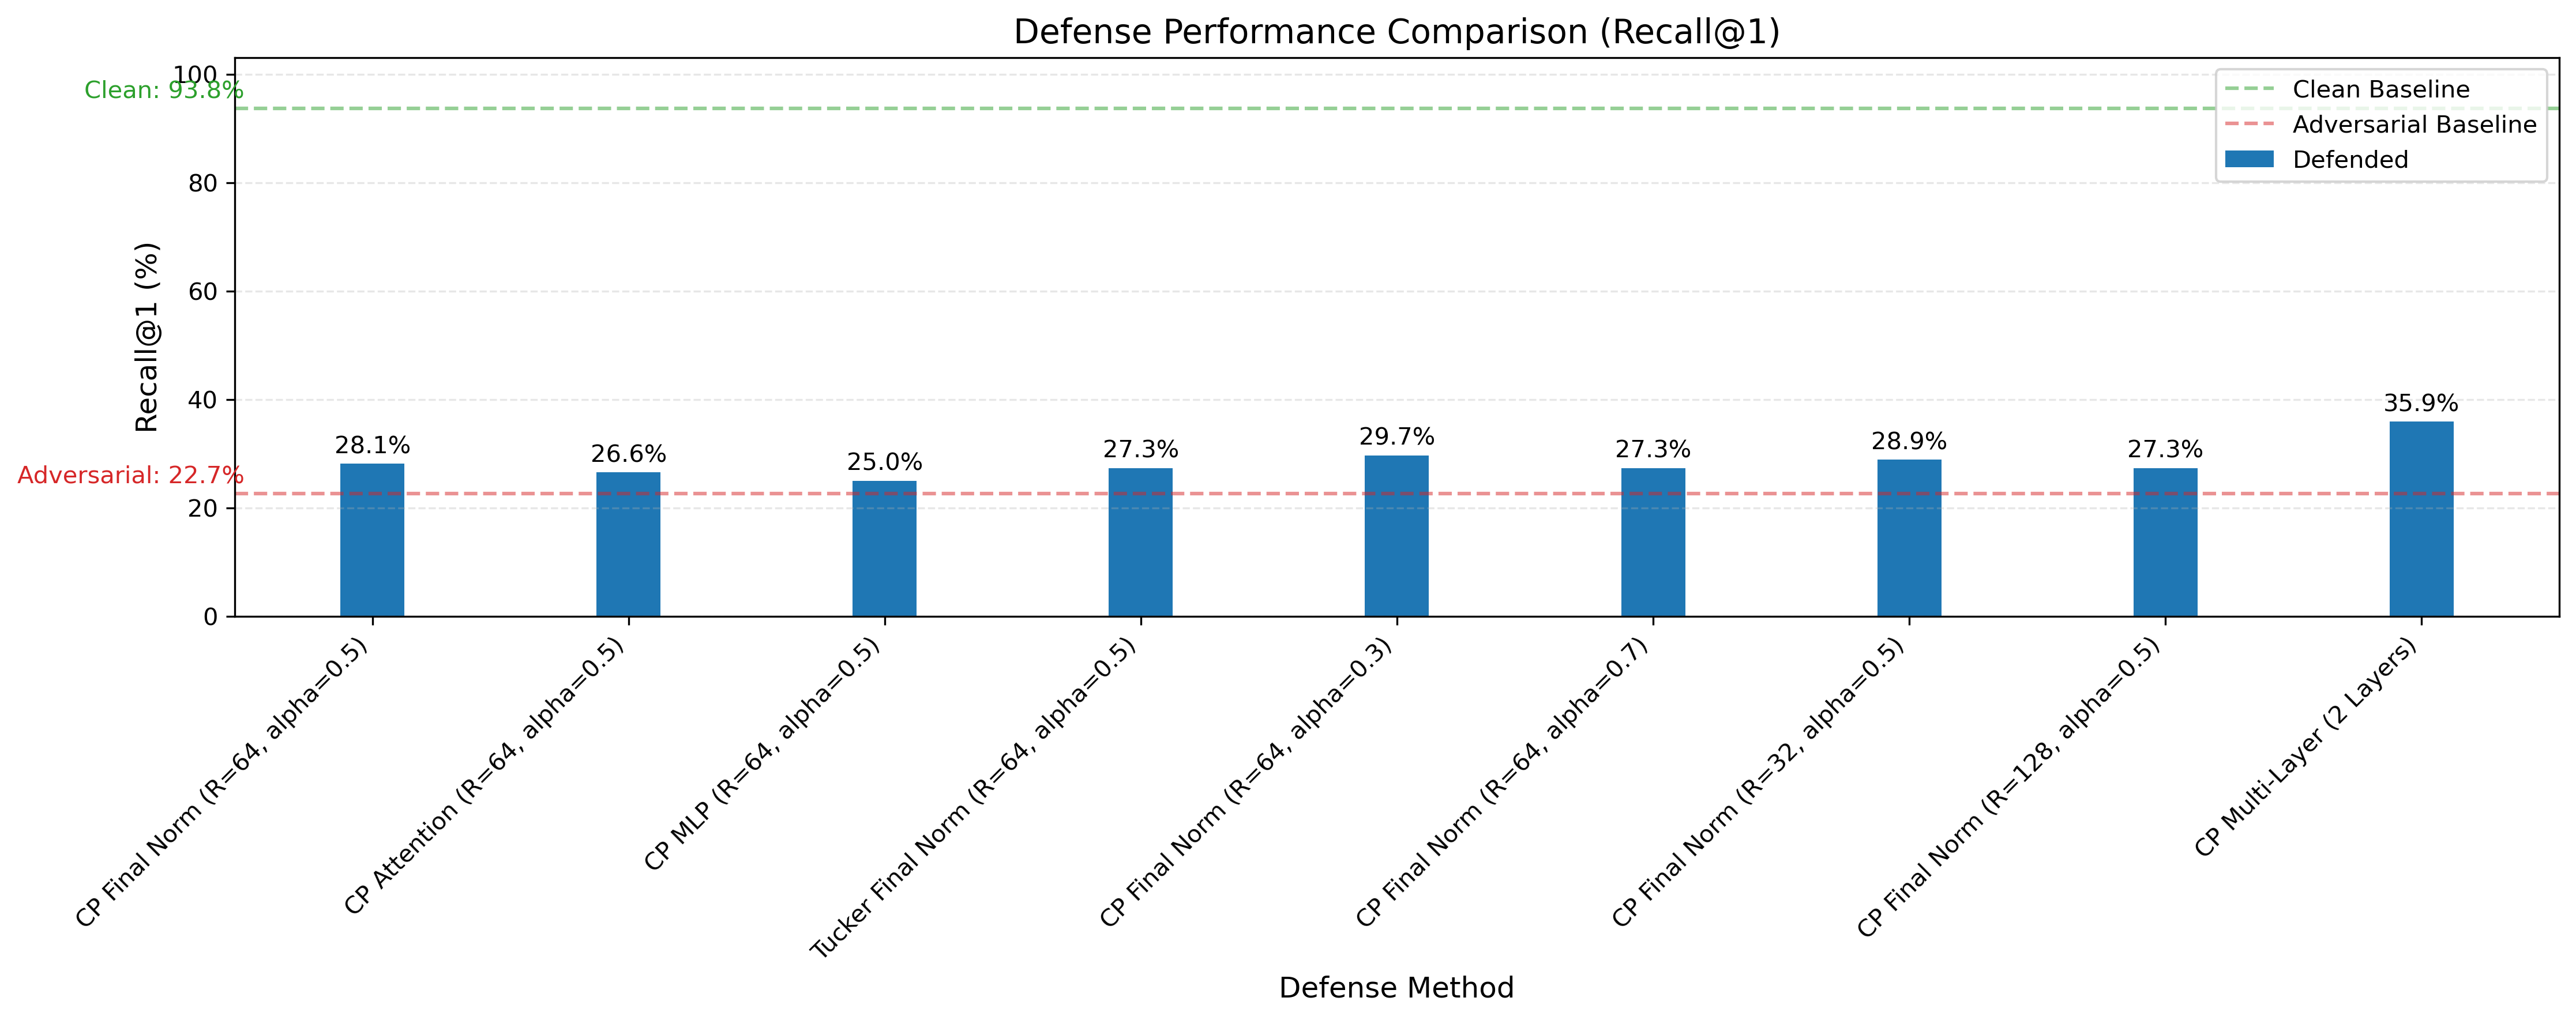 Defense Performance Comparison (Recall@1)
100
Clean: 93.8%
80
60
40
20
0
Adversarial: 22.7%
Recall@1 (%)
Clean Baseline
Adversarial Baseline
Defended
28.1%
26.6%
25.0%
27.3%
29.7%
27.3%
28.9%
27.3%
35.9%
CP Final Norm (R=64, alpha=0.5)
CP Attention (R=64, alpha=0.5)
CP MLP (R=64, alpha=0.5)
Tucker Final Norm (R=64, alpha=0.5)
CP Final Norm (R=64, alpha=0.3)
CP Final Norm (R=64, alpha=0.7)
CP Final Norm (R=32, alpha=0.5)
CP Final Norm (R=128, alpha=0.5)
CP Multi-Layer (2 Layers)
Defense Method